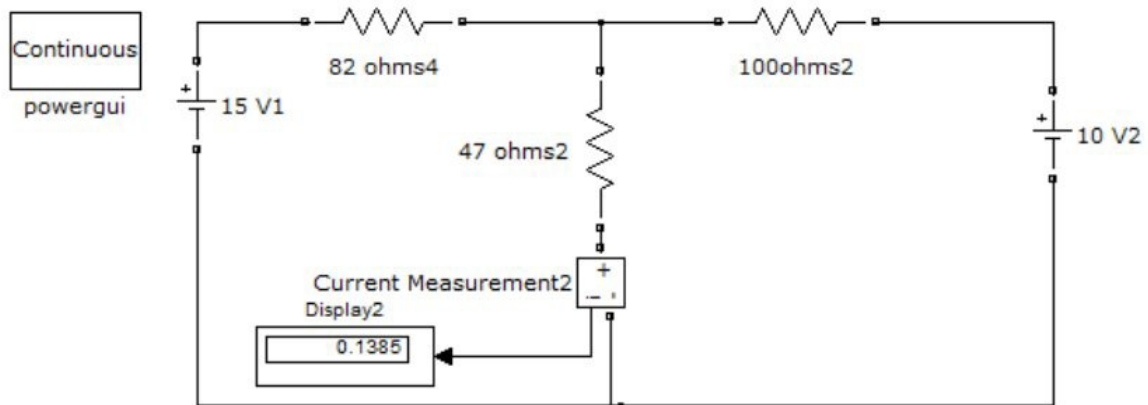 Continuous
powergui
82 ohms4
100ohms2
+
15 V1
+
10 V2
47 ohms2
Current Measurement2
+
-
Display2
0.1385